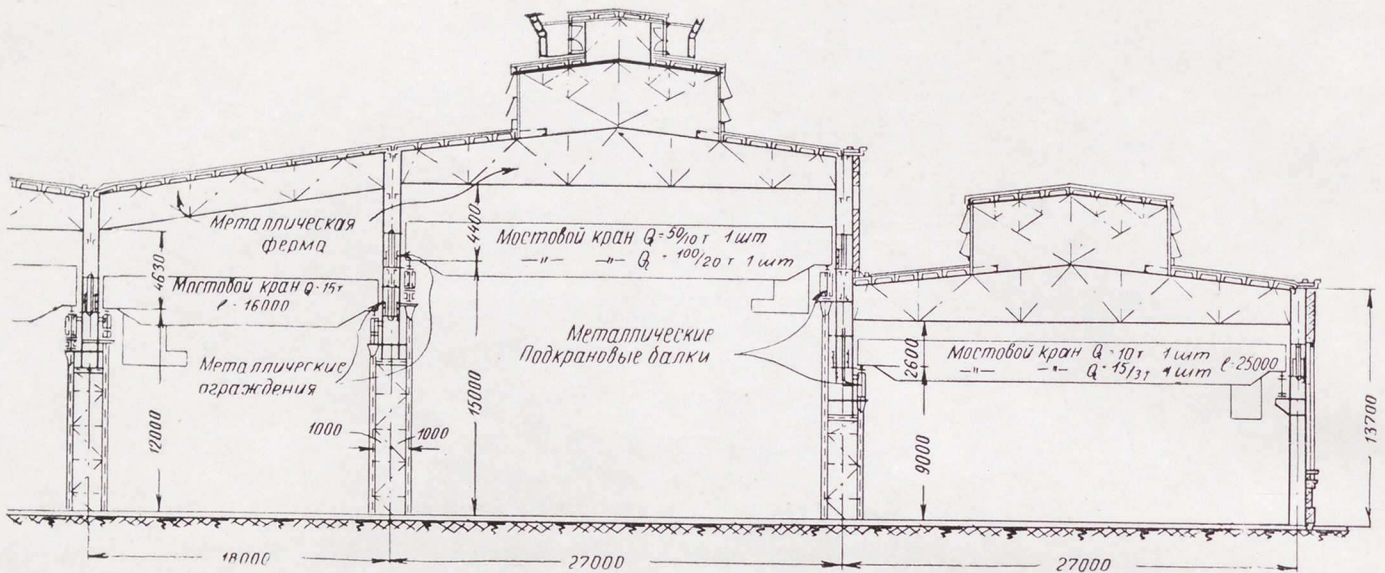 Металлическая
ферма
4630
Мостовой кран Q-15т
ℓ-16000
4400
Мостовой кран Q=50/10 т 1 шт
—"— —"— Q=100/20 т 1 шт
Металлические
ограждения
12000
1000
1000
15000
Металлические
Подкрановые балки
2600
Мостовой кран Q=10т 1 шт
—"— —"— Q=15/3т 1 шт
ℓ=25000
9000
13700
18000
27000
27000